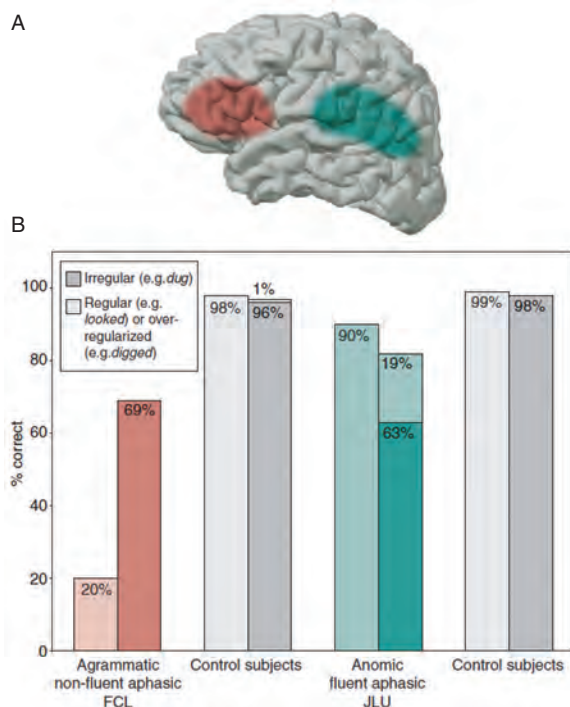 A
B
Irregular (e.g.dug)
Regular (e.g.
looked) or over-
regularized
(e.g.digged)
% correct
100
80
60
40
20
0
20%
69%
98%
1%
96%
90%
19%
63%
99%
98%
Agrammatic
non-fluent aphasic
FCL
Control subjects
Anomic
fluent aphasic
JLU
Control subjects